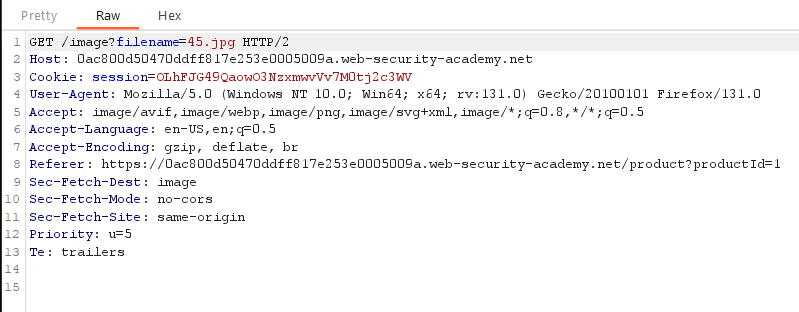 Pretty Raw Hex
1 GET /image?filename=45.jpg HTTP/2
2 Host: 0ac800d50470ddff817e253e0005009a.web-security-academy.net
3 Cookie: session=OLhFJG49QaowO3NzxmwvVv7M0tj2c3WV
4 User-Agent: Mozilla/5.0 (Windows NT 10.0; Win64; x64; rv:131.0) Gecko/20100101 Firefox/131.0
5 Accept: image/avif,image/webp,image/png,image/svg+xml,image/*;q=0.8,*/*;q=0.5
6 Accept-Language: en-US,en;q=0.5
7 Accept-Encoding: gzip, deflate, br
8 Referer: https://0ac800d50470ddff817e253e0005009a.web-security-academy.net/product?productId=1
9 Sec-Fetch-Dest: image
10 Sec-Fetch-Mode: no-cors
11 Sec-Fetch-Site: same-origin
12 Priority: u=5
13 Te: trailers
14
15